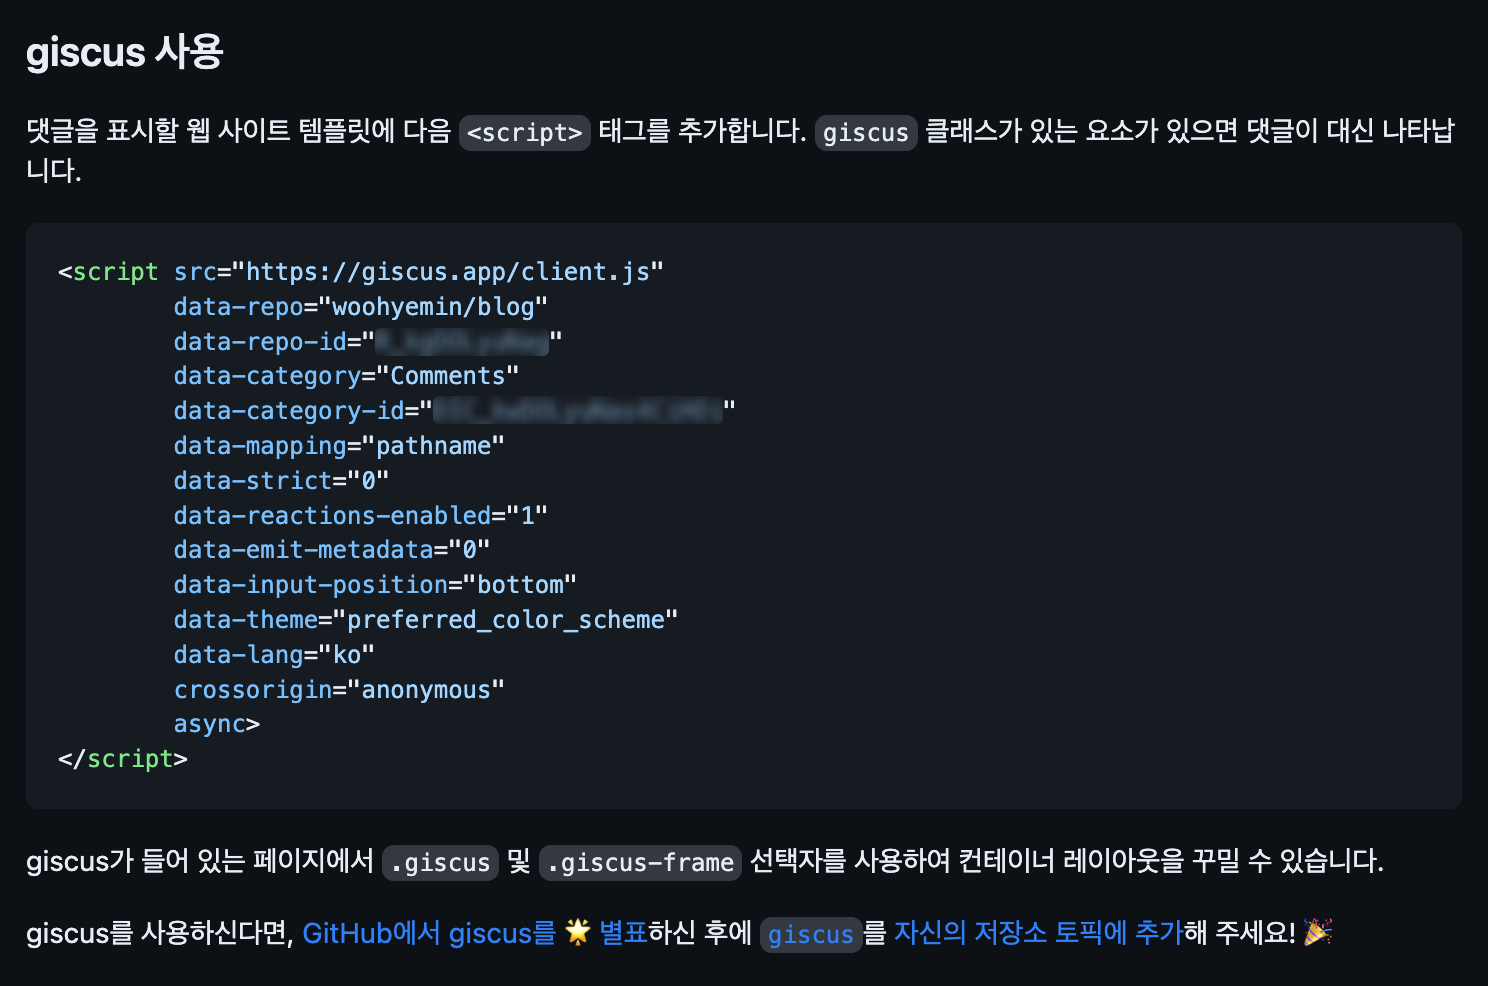 giscus 사용
댓글을 표시할 웹 사이트 템플릿에 다음 <script> 태그를 추가합니다. giscus 클래스가 있는 요소가 있으면 댓글이 대신 나타납
니다.
<script src="https://giscus.app/client.js"
data-repo="woohyemin/blog"
data-repo-id=""
data-category="Comments"
data-category-id=""
data-mapping="pathname"
data-strict="0"
data-reactions-enabled="1"
data-emit-metadata="0"
data-input-position="bottom"
data-theme="preferred_color_scheme"
data-lang="ko"
crossorigin="anonymous"
async>
</script>
giscus가 들어 있는 페이지에서 .giscus 및 .giscus-frame 선택자를 사용하여 컨테이너 레이아웃을 꾸밀 수 있습니다.
giscus를 사용하신다면, GitHub에서 giscus를 🌟 별표하신 후에 giscus를 자신의 저장소 토픽에 추가해 주세요! 🎉